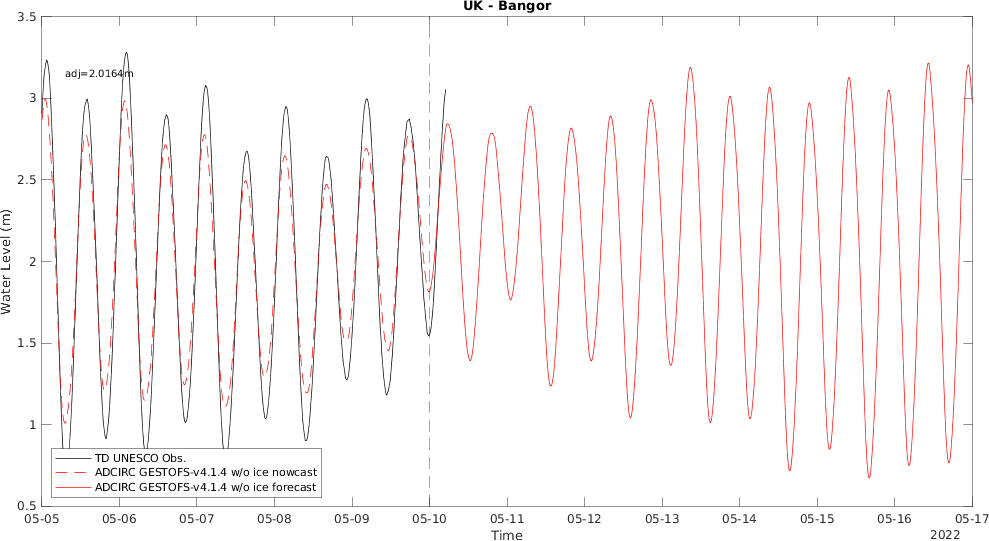 UK - Bangor
3.5
adj=2.0164m
3
2.5
2
1.5
1
0.5
Water Level (m)
TD UNESCO Obs.
ADCIRC GESTOFS-v4.1.4 w/o ice nowcast
ADCIRC GESTOFS-v4.1.4 w/o ice forecast
05-05 05-06 05-07 05-08 05-09 05-10 05-11 05-12 05-13 05-14 05-15 05-16 05-17
Time
2022